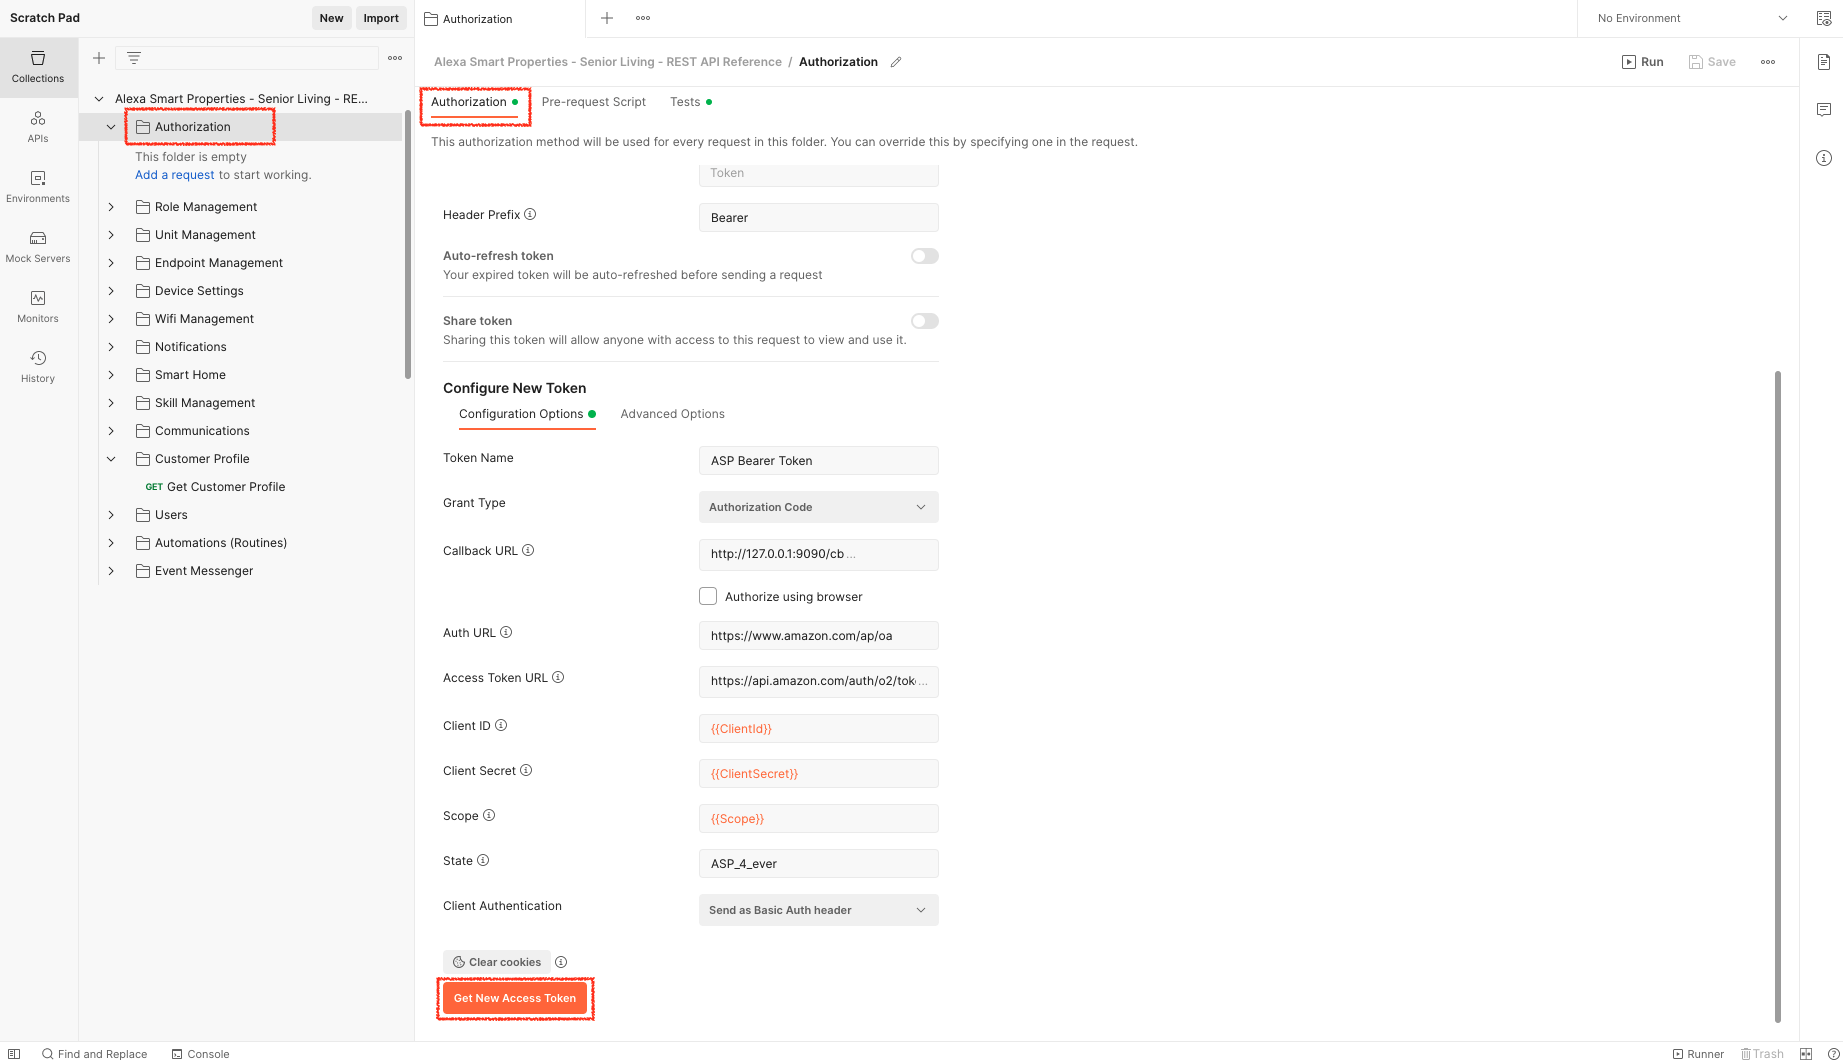 Scratch Pad
New
Import
Authorization
No Environment
Collections
APIs
Environments
Mock Servers
Monitors
History
Alexa Smart Properties - Senior Living - RE...
Authorization
This folder is empty
Add a request to start working.
Role Management
Unit Management
Endpoint Management
Device Settings
Wifi Management
Notifications
Smart Home
Skill Management
Communications
Customer Profile
GET Get Customer Profile
Users
Automations (Routines)
Event Messenger
Alexa Smart Properties - Senior Living - REST API Reference / Authorization
Run
Save
Authorization
Pre-request Script
Tests
This authorization method will be used for every request in this folder. You can override this by specifying one in the request.
Token
Header Prefix
Bearer
Auto-refresh token
Your expired token will be auto-refreshed before sending a request
Share token
Sharing this token will allow anyone with access to this request to view and use it.
Configure New Token
Configuration Options
Advanced Options
Token Name
ASP Bearer Token
Grant Type
Authorization Code
Callback URL
http://127.0.0.1:9090/cb...
Authorize using browser
Auth URL
https://www.amazon.com/ap/oa
Access Token URL
https://api.amazon.com/auth/o2/tok...
Client ID
{{ClientId}}
Client Secret
{{ClientSecret}}
Scope
{{Scope}}
State
ASP_4_ever
Client Authentication
Send as Basic Auth header
Clear cookies
Get New Access Token
Find and Replace
Console
Runner
Trash